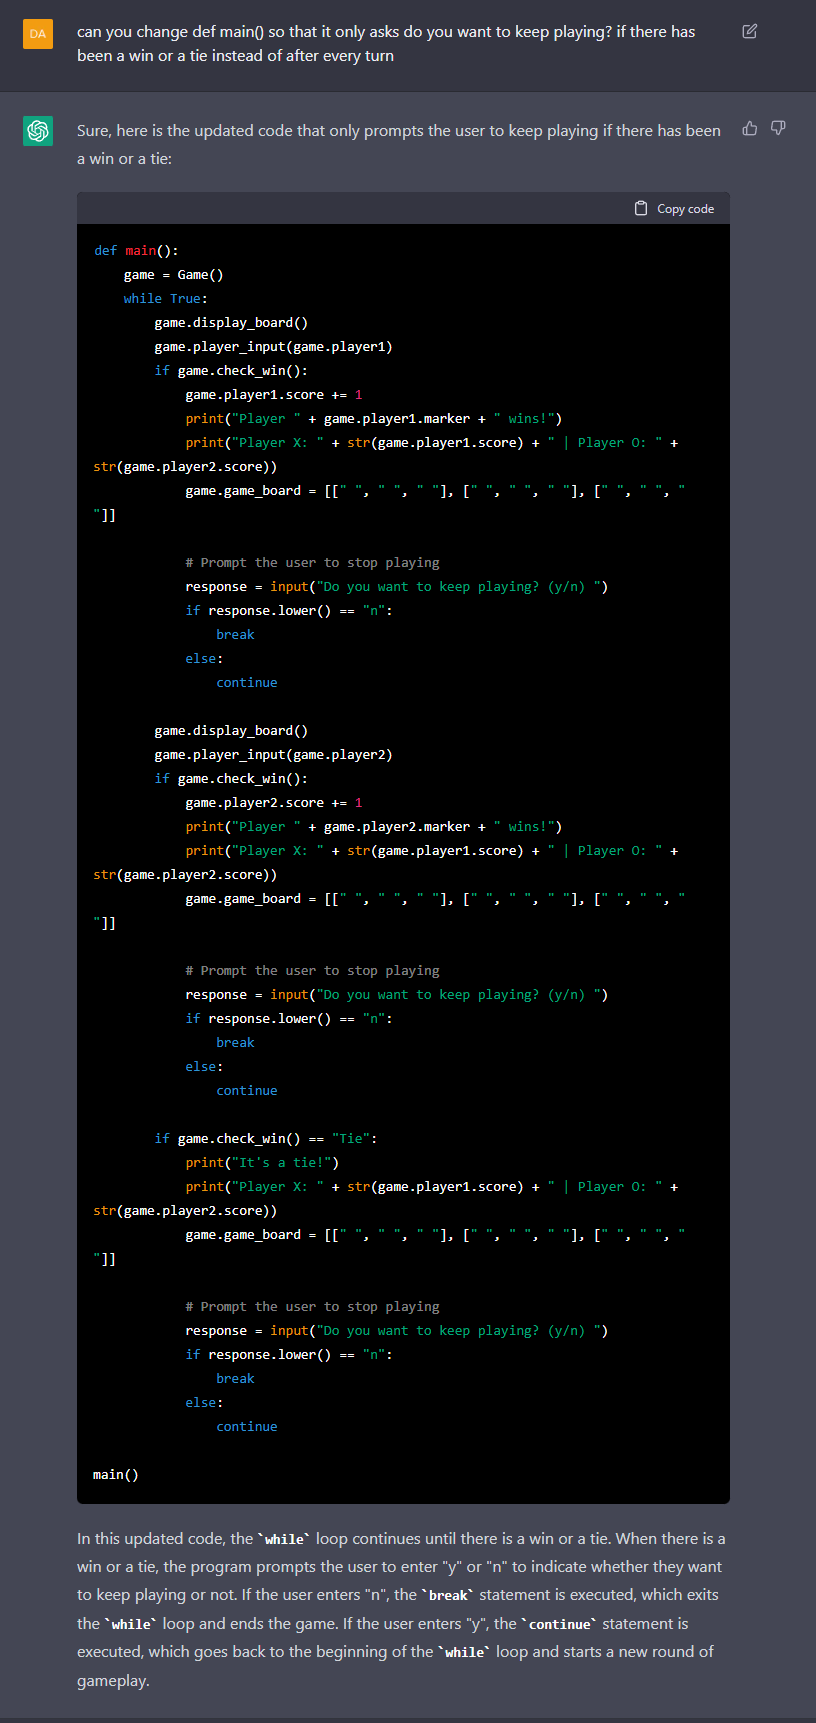 DA
can you change def main() so that it only asks do you want to keep playing? if there has
been a win or a tie instead of after every turn
Sure, here is the updated code that only prompts the user to keep playing if there has been
a win or a tie:
Copy code
def main():
    game = Game()
    while True:
        game.display_board()
        game.player_input(game.player1)
        if game.check_win():
            game.player1.score += 1
            print("Player " + game.player1.marker + " wins!")
            print("Player X: " + str(game.player1.score) + " | Player O: " +
str(game.player2.score))
            game.game_board = [[" ", " ", " "], [" ", " ", " "], [" ", " ", "
"]]
            # Prompt the user to stop playing
            response = input("Do you want to keep playing? (y/n) ")
            if response.lower() == "n":
                break
            else:
                continue
        game.display_board()
        game.player_input(game.player2)
        if game.check_win():
            game.player2.score += 1
            print("Player " + game.player2.marker + " wins!")
            print("Player X: " + str(game.player1.score) + " | Player O: " +
str(game.player2.score))
            game.game_board = [[" ", " ", " "], [" ", " ", " "], [" ", " ", "
"]]
            # Prompt the user to stop playing
            response = input("Do you want to keep playing? (y/n) ")
            if response.lower() == "n":
                break
            else:
                continue
        if game.check_win() == "Tie":
            print("It's a tie!")
            print("Player X: " + str(game.player1.score) + " | Player O: " +
str(game.player2.score))
            game.game_board = [[" ", " ", " "], [" ", " ", " "], [" ", " ", "
"]]
            # Prompt the user to stop playing
            response = input("Do you want to keep playing? (y/n) ")
            if response.lower() == "n":
                break
            else:
                continue
main()
In this updated code, the `while` loop continues until there is a win or a tie. When there is a
win or a tie, the program prompts the user to enter "y" or "n" to indicate whether they want
to keep playing or not. If the user enters "n", the `break` statement is executed, which exits
the `while` loop and ends the game. If the user enters "y", the `continue` statement is
executed, which goes back to the beginning of the `while` loop and starts a new round of
gameplay.